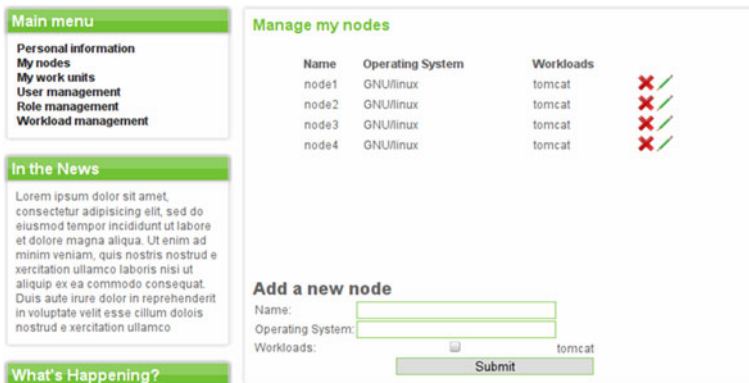 Main menu
Personal information
My nodes
My work units
User management
Role management
Workload management
In the News
Lorem ipsum dolor sit amet,
consectetur adipisicing elit, sed do
eiusmod tempor incididunt ut labore
et dolore magna aliqua. Ut enim ad
minim veniam, quis nostris nostrud e
xercitation ullamco laboris nisi ut
aliquip ex ea commodo consequat.
Duis aute irure dolor in reprehenderit
in voluptate velit esse cillum dolois
nostrud e xercitation ullamco
What's Happening?
Manage my nodes
Name Operating System Workloads
node1 GNU/linux tomcat
node2 GNU/linux tomcat
node3 GNU/linux tomcat
node4 GNU/linux tomcat
Add a new node
Name:
Operating System:
Workloads: tomcat
Submit